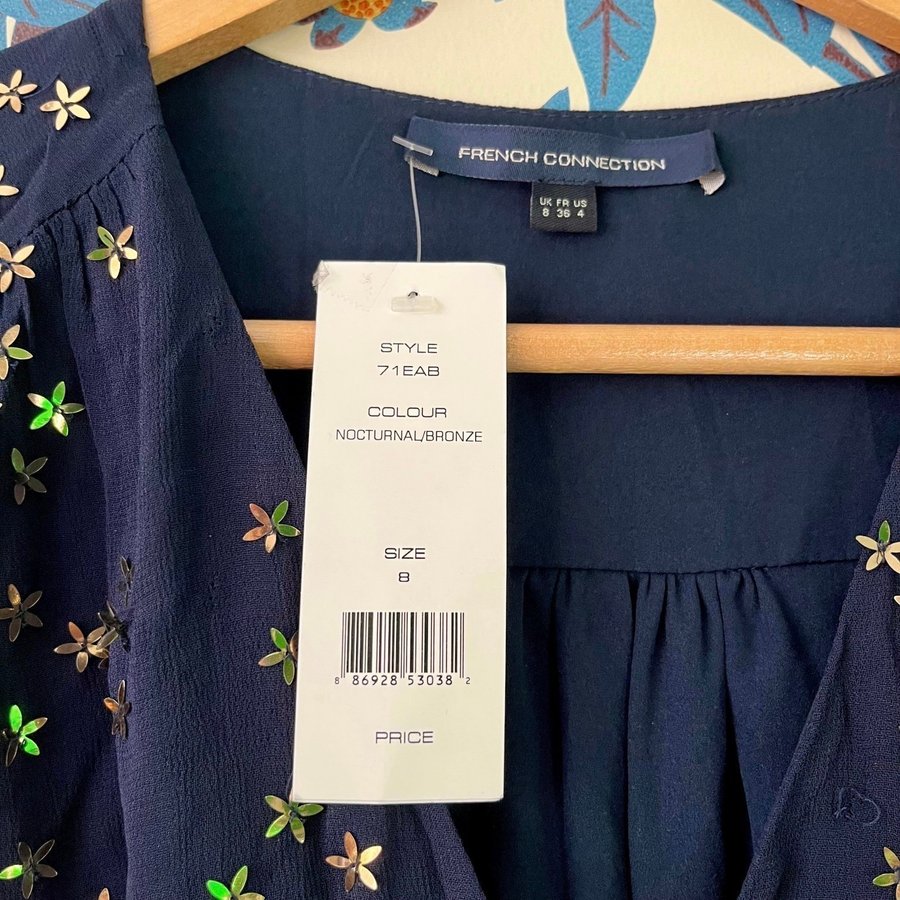 FRENCH CONNECTION
UK FR US
8 36 4
STYLE
71EAB
COLOUR
NOCTURNAL/BRONZE
SIZE
8
8 86928 53038 2
PRICE